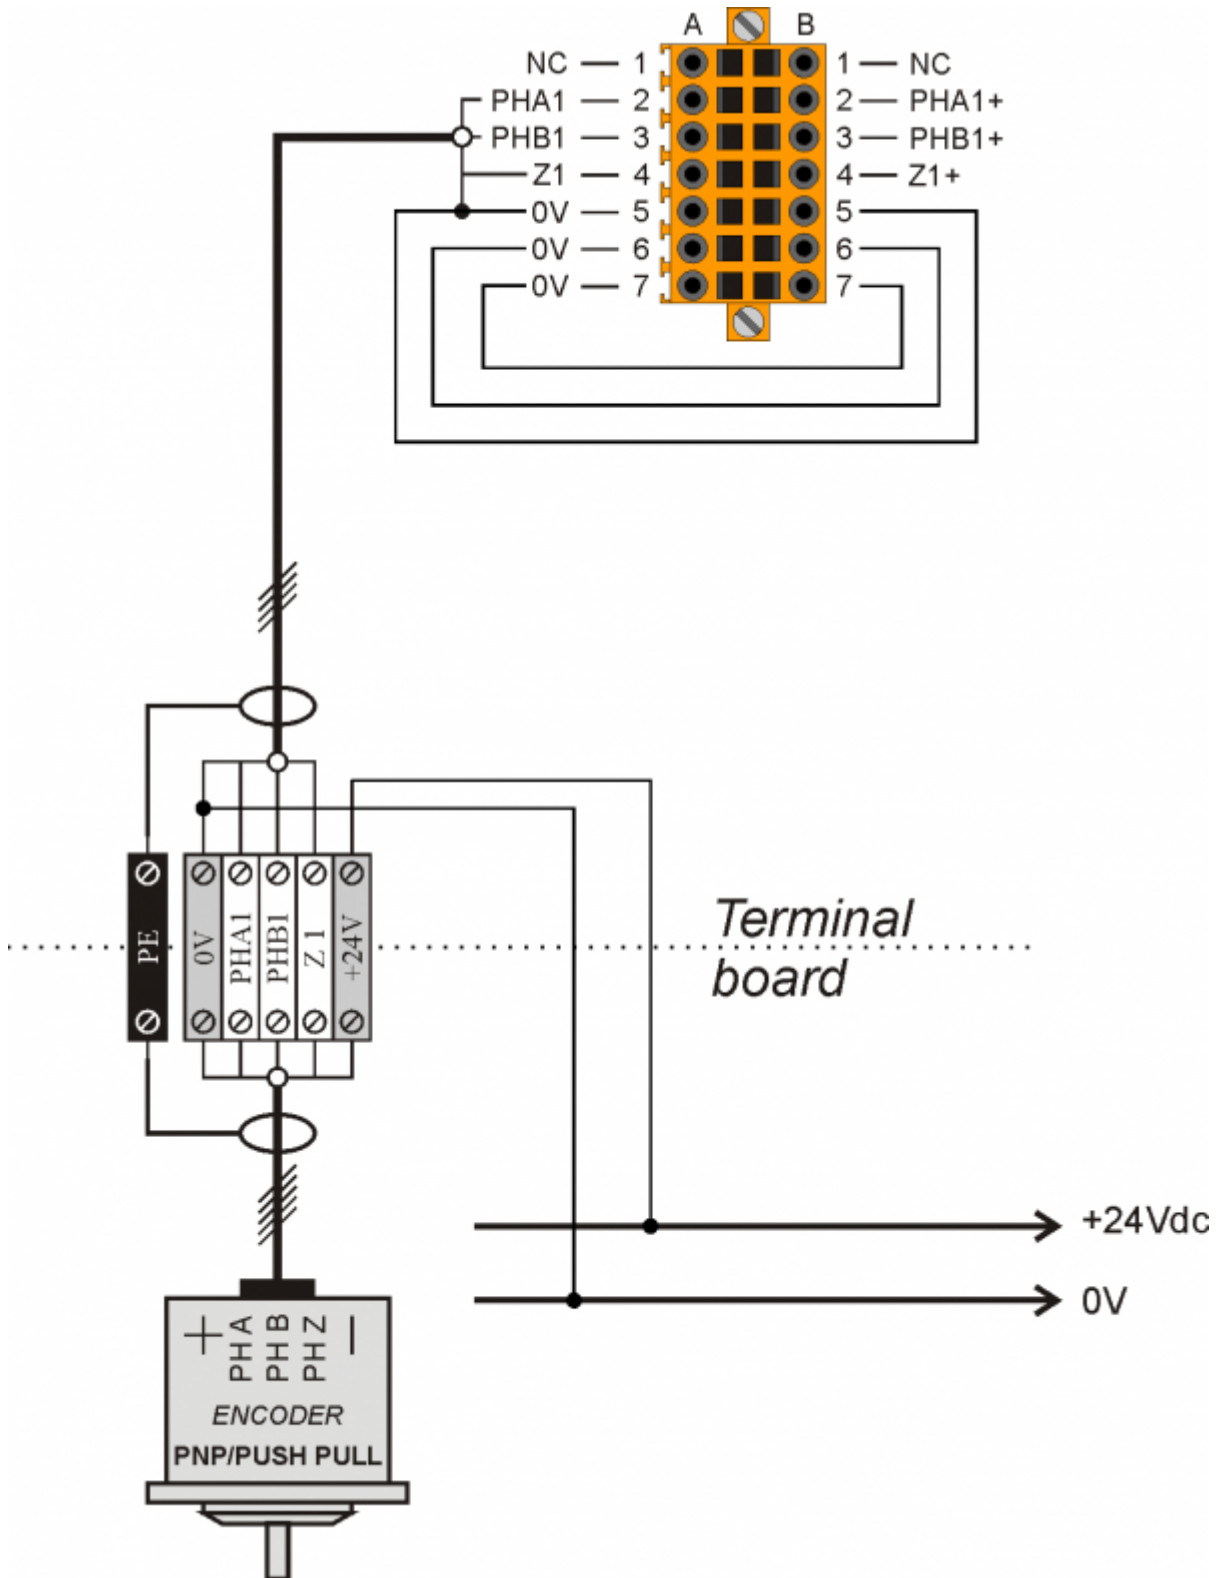 A B
NC 1 1 NC
PHA1 2 2 PHA1+
PHB1 3 3 PHB1+
Z1 4 4 Z1+
0V 5 5
0V 6 6
0V 7 7
PE
0V
PHA1
PHB1
Z 1
+24V
Terminal
board
+24Vdc
0V
+
PH A
PH B
PH Z
−
ENCODER
PNP/PUSH PULL